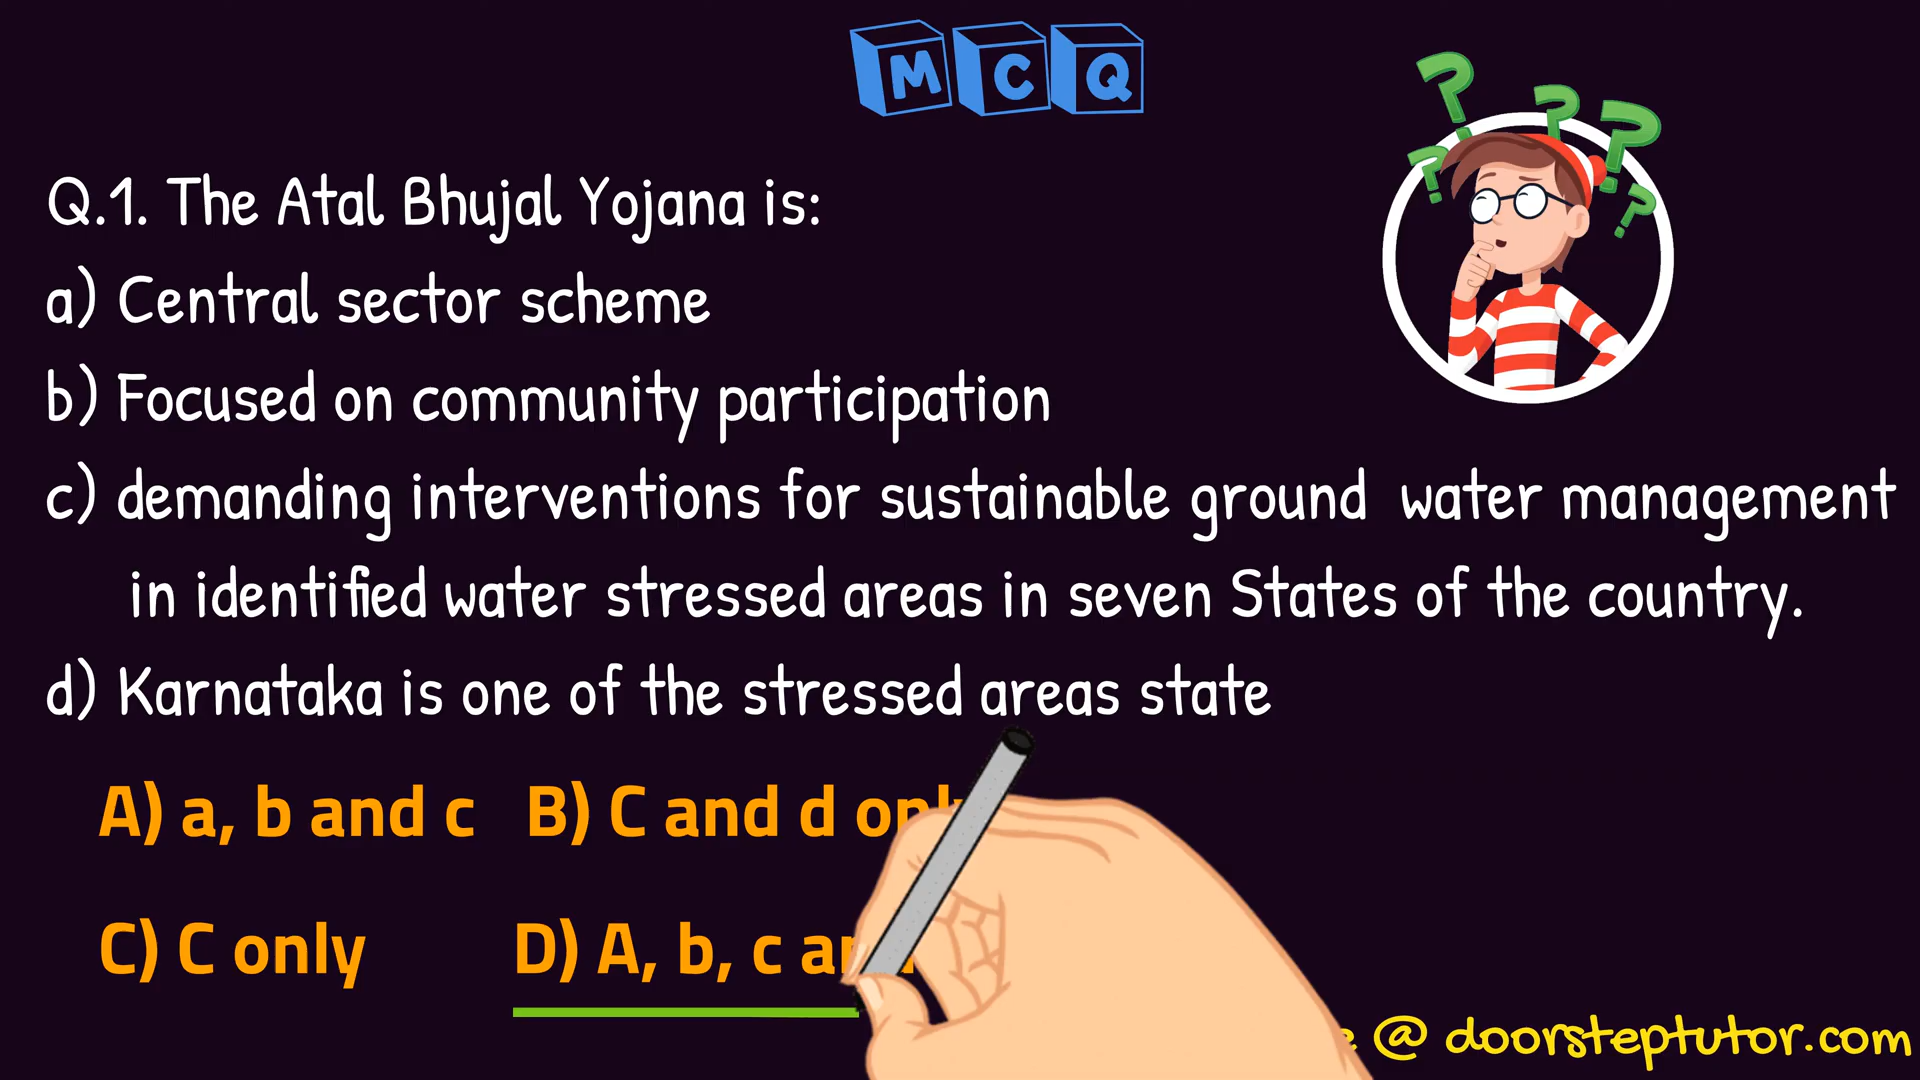 MCQ
Q.1. The Atal Bhujal Yojana is:
a) Central sector scheme
b) Focused on community participation
c) demanding interventions for sustainable ground water management
in identified water stressed areas in seven States of the country.
d) Karnataka is one of the stressed areas state
A) a, b and c B) C and d
C) C only D) A, b, c
@ doorsteptutor.com